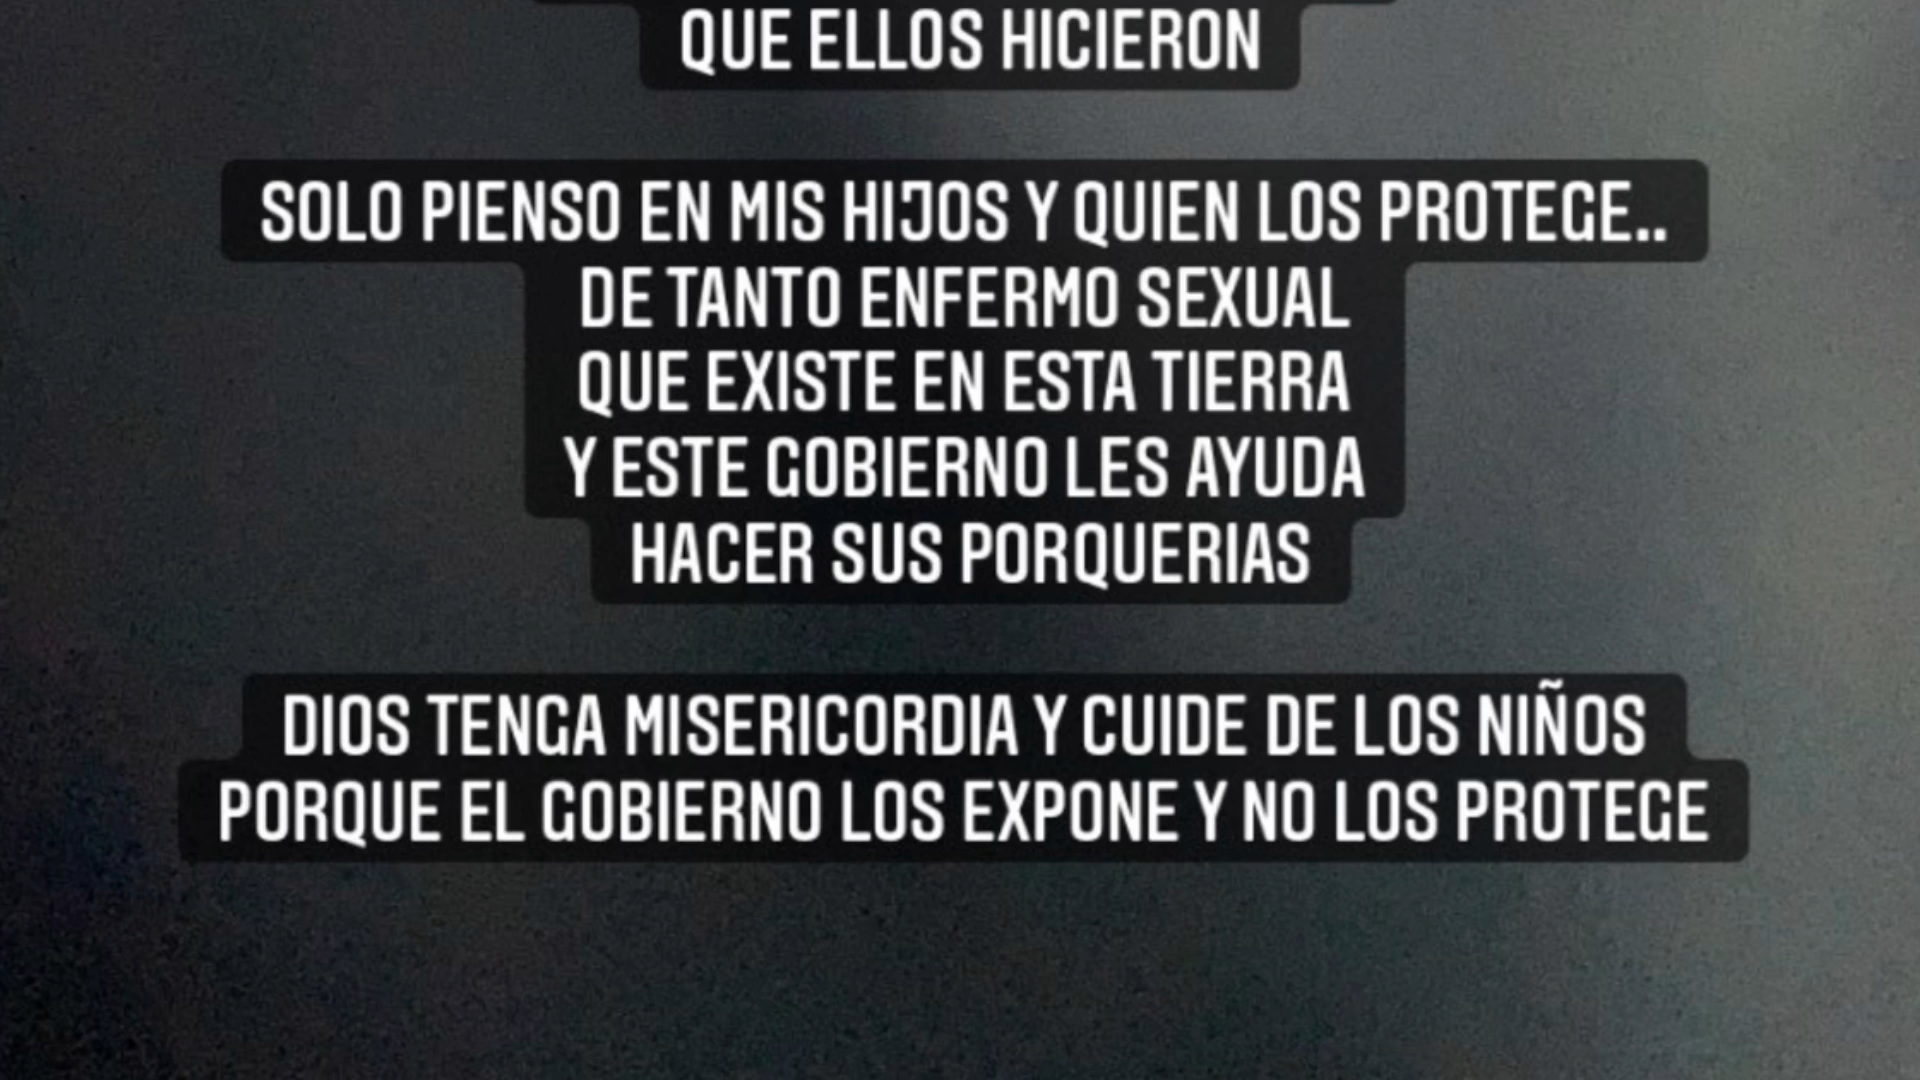 QUE ELLOS HICIERON
SOLO PIENSO EN MIS HIJOS Y QUIEN LOS PROTEGE..
DE TANTO ENFERMO SEXUAL
QUE EXISTE EN ESTA TIERRA
Y ESTE GOBIERNO LES AYUDA
HACER SUS PORQUERIAS
DIOS TENGA MISERICORDIA Y CUIDE DE LOS NIÑOS
PORQUE EL GOBIERNO LOS EXPONE Y NO LOS PROTEGE